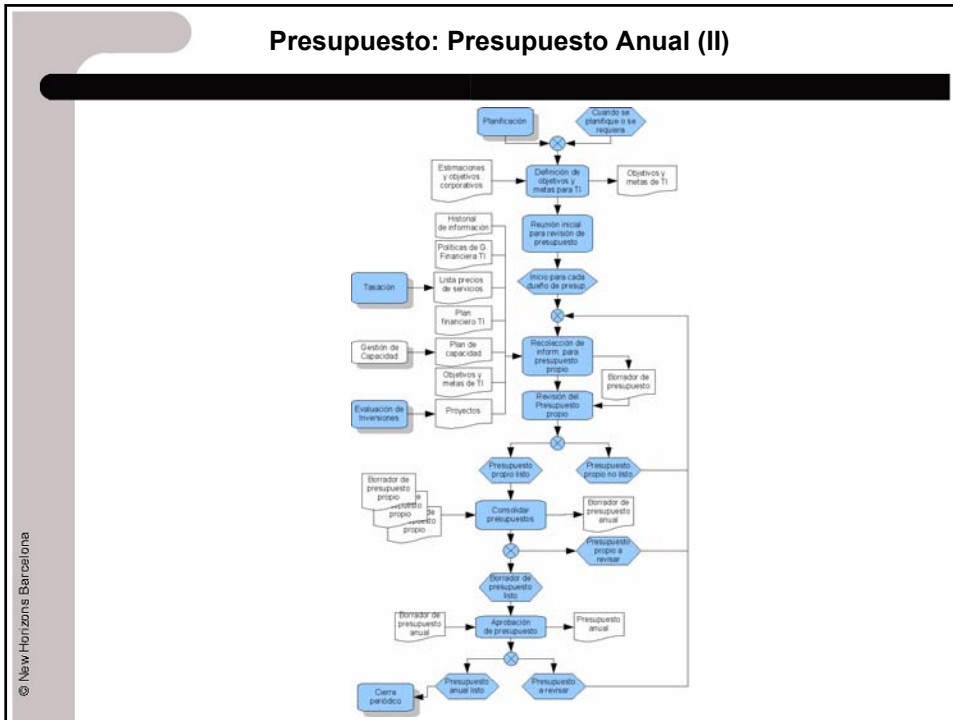 Presupuesto: Presupuesto Anual (II)
Planificación
Cuando se
planifique o se
requiera
Estimaciones
y objetivos
corporativos
Definición de
objetivos y
metas para TI
Objetivos y
metas de TI
Historial
de información
Reunión inicial
para revisión de
presupuesto
Políticas de G.
Financiera TI
Tasación
Lista precios
de servicios
Inicio para cada
dueño de presup.
Plan
financiero TI
Gestión de
Capacidad
Plan de
capacidad
Recolección de
inform. para
presupuesto
propio
Borrador de
presupuesto
Objetivos y
metas de TI
Evaluación de
Inversiones
Proyectos
Revisión del
Presupuesto
propio
Presupuesto
propio listo
Presupuesto
propio no listo
Borrador de
presupuesto
propio
propio
propio
Consolidar
presupuestos
Borrador de
presupuesto
anual
Presupuesto
propio a
revisar
Borrador de
presupuesto
listo
Borrador de
presupuesto
anual
Aprobación
de presupuesto
Presupuesto
anual
Presupuesto
anual listo
Presupuesto
a revisar
Cierre
periódico
© New Horizons Barcelona